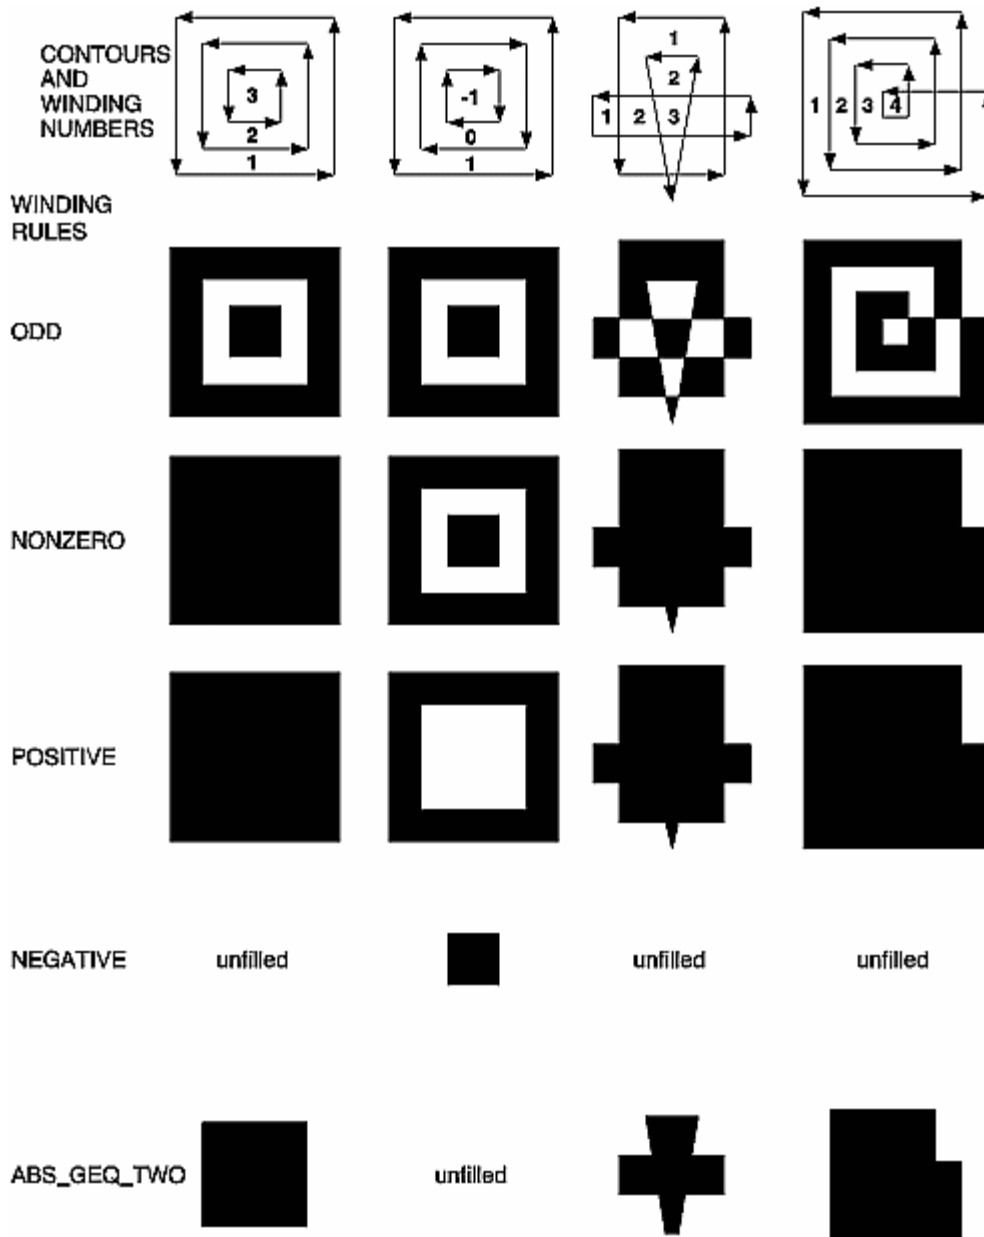 CONTOURS
AND
WINDING
NUMBERS
3
2
1
-1
0
1
1
2
1 2 3
1 2 3 4
WINDING
RULES
ODD
NONZERO
POSITIVE
NEGATIVE unfilled unfilled unfilled
ABS_GEQ_TWO unfilled